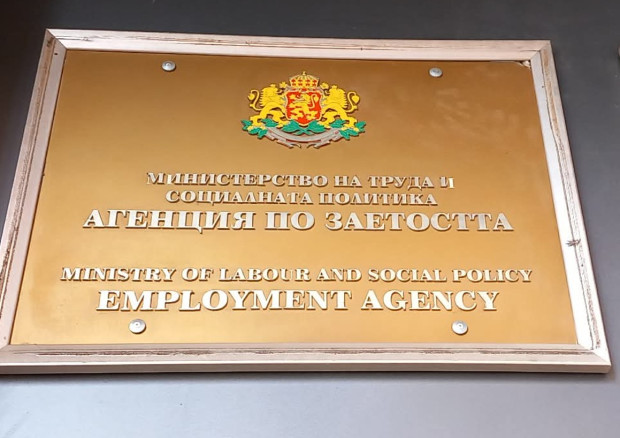 МИНИСТЕРСТВО НА ТРУДА И
СОЦИАЛНАТА ПОЛИТИКА
АГЕНЦИЯ ПО ЗАЕТОСТТА
MINISTRY OF LABOUR AND SOCIAL POLICY
EMPLOYMENT AGENCY